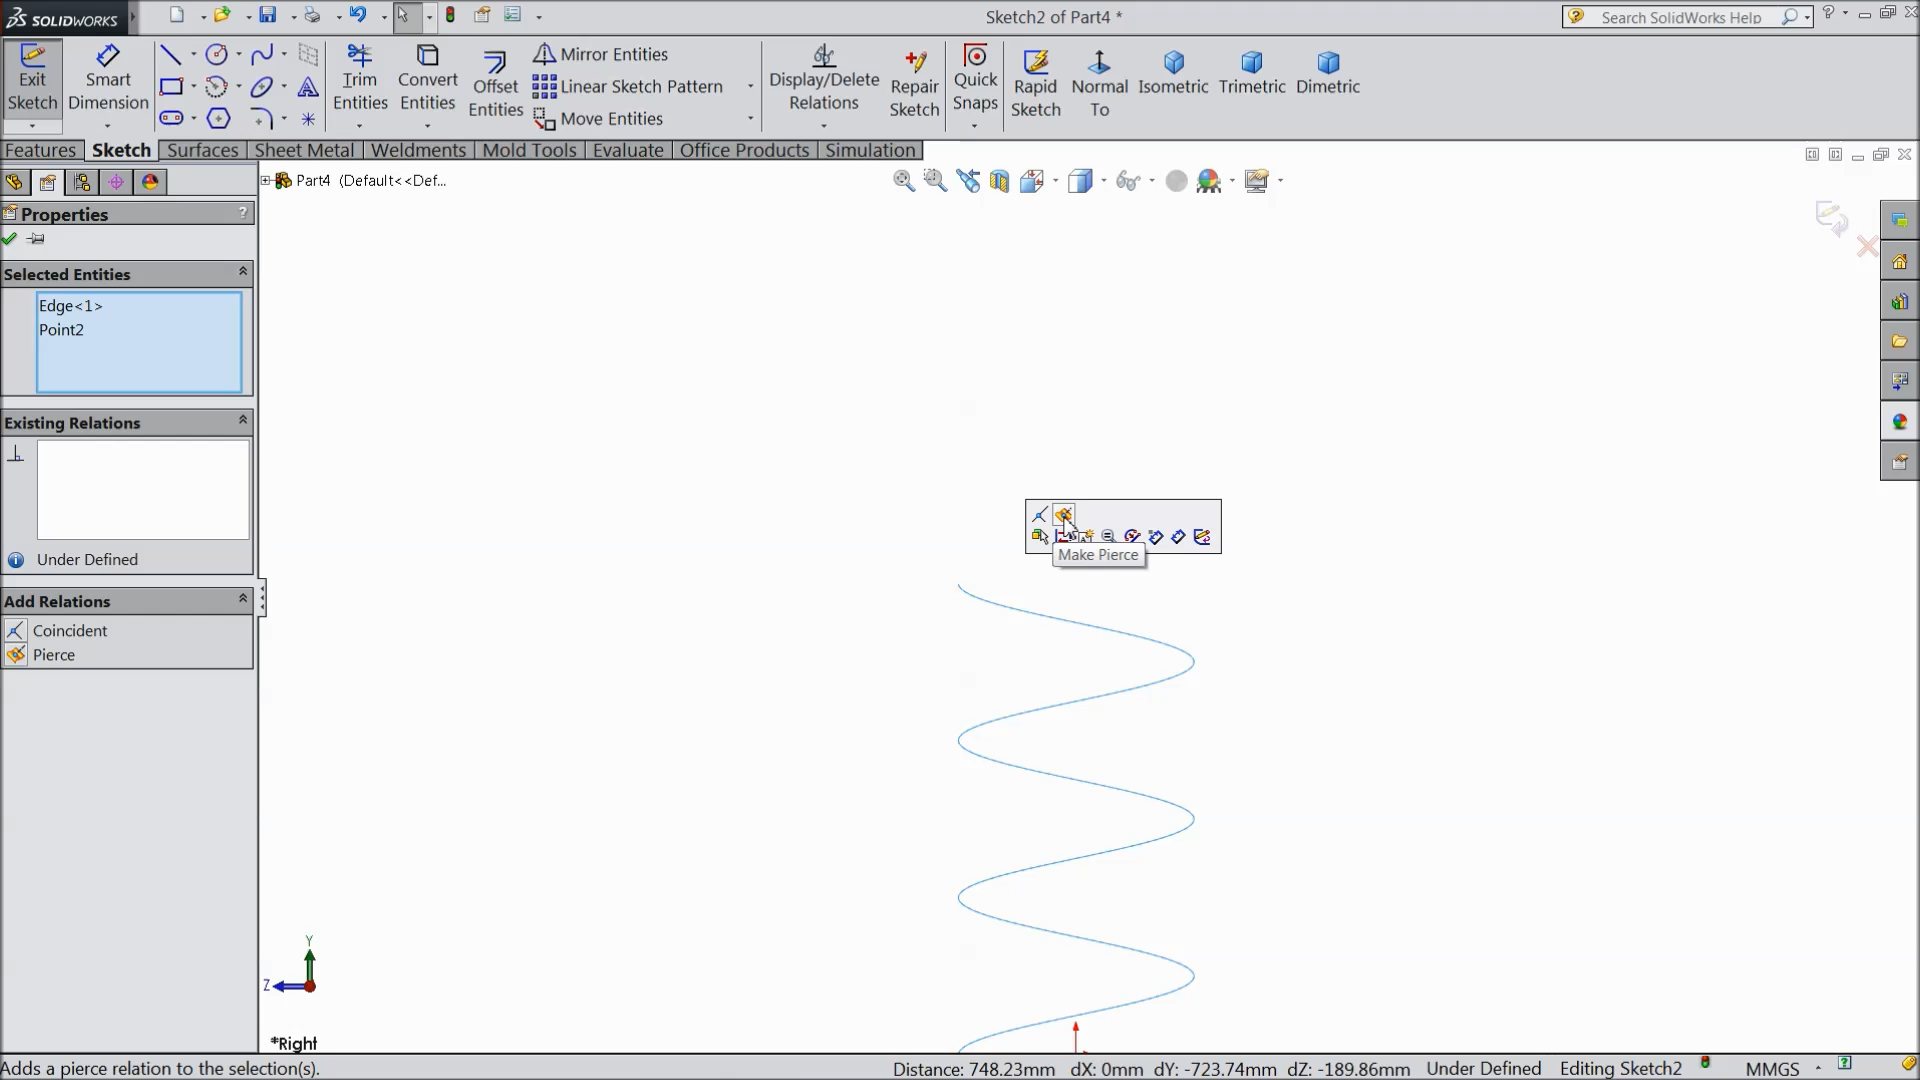 SOLIDWORKS
Sketch2 of Part4 *
Search SolidWorks Help
Exit Sketch
Smart Dimension
Trim Entities
Convert Entities
Offset Entities
Mirror Entities
Linear Sketch Pattern
Move Entities
Display/Delete Relations
Repair Sketch
Quick Snaps
Rapid Sketch
Normal To
Isometric
Trimetric
Dimetric
Features
Sketch
Surfaces
Sheet Metal
Weldments
Mold Tools
Evaluate
Office Products
Simulation
Part4 (Default<<Def...
Properties
?
Selected Entities
Edge<1>
Point2
Existing Relations
Under Defined
Add Relations
Coincident
Pierce
Make Pierce
Y
Z
*Right
Adds a pierce relation to the selection(s).
Distance: 748.23mm dX: 0mm dY: -723.74mm dZ: -189.86mm Under Defined Editing Sketch2 MMGS